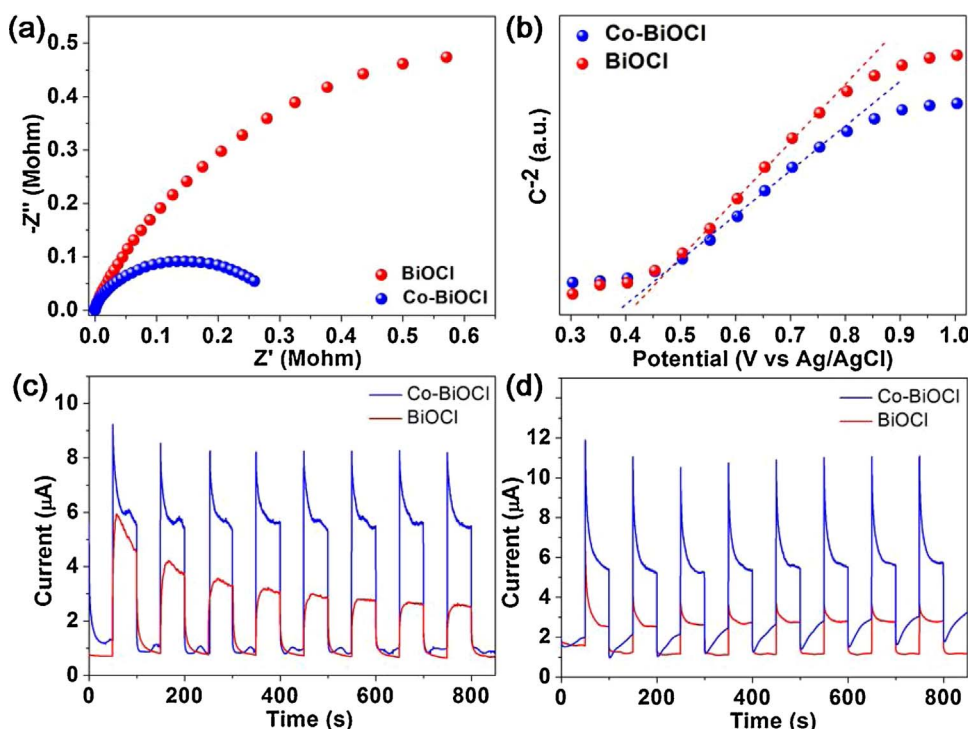 (a)
0.5
0.4
0.3
0.2
0.1
0.0
-Z'' (Mohm)
BiOCl
Co-BiOCl
0.0 0.1 0.2 0.3 0.4 0.5 0.6
Z' (Mohm)
(b)
Co-BiOCl
BiOCl
C-2 (a.u.)
0.3 0.4 0.5 0.6 0.7 0.8 0.9 1.0
Potential (V vs Ag/AgCl)
(c)
10
8
6
4
2
0
Current (μA)
Co-BiOCl
BiOCl
0 200 400 600 800
Time (s)
(d)
14
12
10
8
6
4
2
0
Current (μA)
Co-BiOCl
BiOCl
0 200 400 600 800
Time (s)